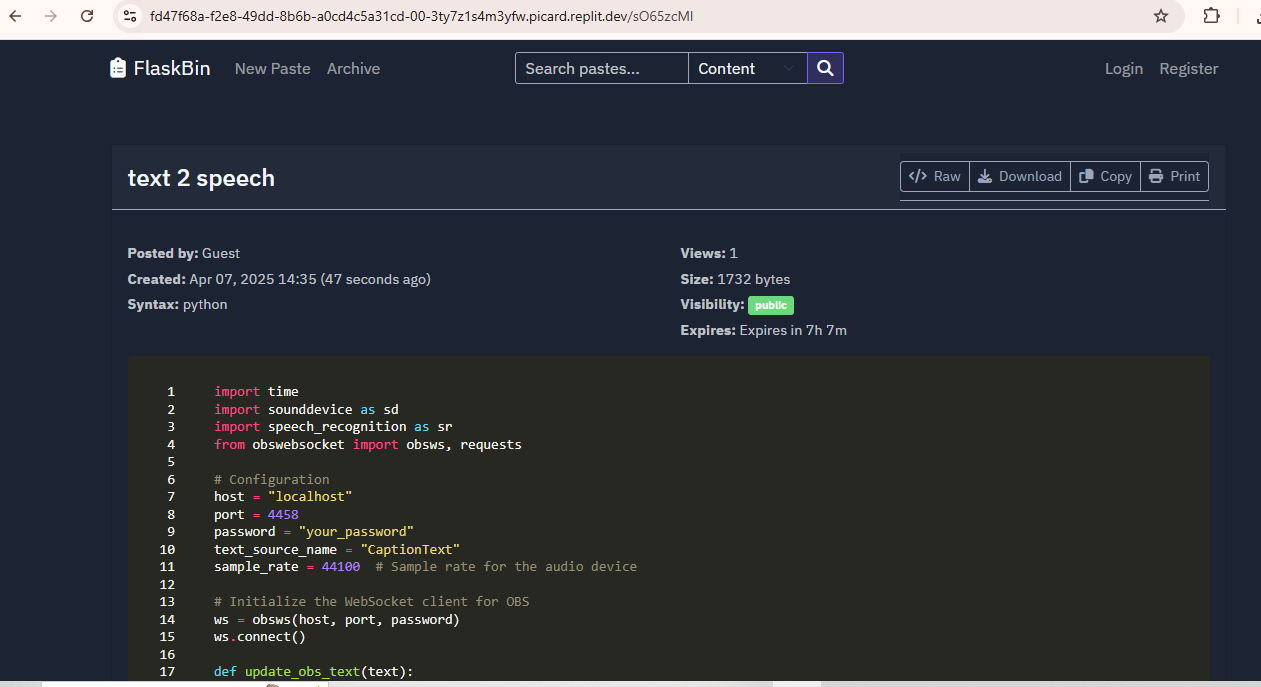 fd47f68a-f2e8-49dd-8b6b-a0cd4c5a31cd-00-3ty7z1s4m3yfw.picard.replit.dev/sO65zcMI
FlaskBin New Paste Archive Search pastes... Content Login Register
text 2 speech
Raw Download Copy Print
Posted by: Guest
Created: Apr 07, 2025 14:35 (47 seconds ago)
Syntax: python
Views: 1
Size: 1732 bytes
Visibility: public
Expires: Expires in 7h 7m
1 import time
2 import sounddevice as sd
3 import speech_recognition as sr
4 from obswebsocket import obsws, requests
5
6 # Configuration
7 host = "localhost"
8 port = 4458
9 password = "your_password"
10 text_source_name = "CaptionText"
11 sample_rate = 44100  # Sample rate for the audio device
12
13 # Initialize the WebSocket client for OBS
14 ws = obsws(host, port, password)
15 ws.connect()
16
17 def update_obs_text(text):